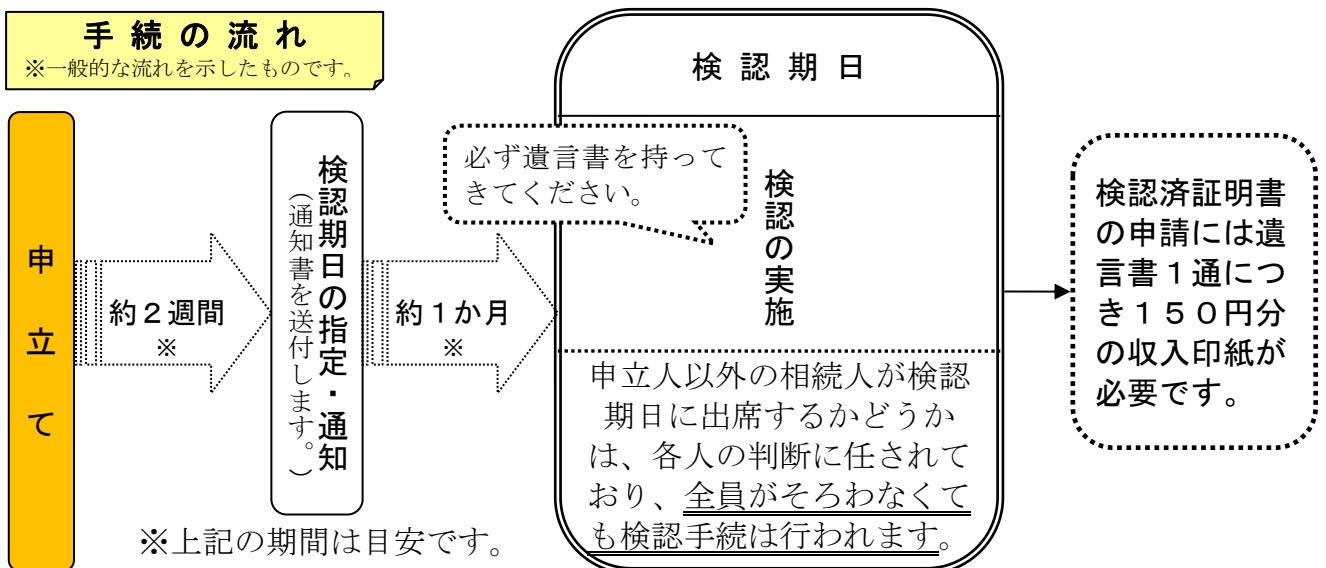 手続の流れ
※一般的な流れを示したものです。
申立て
約２週間
※
検認期日の指定・通知
（通知書を送付します。）
約１か月
※
検認期日
必ず遺言書を持って
きてください。
検認の実施
申立人以外の相続人が検認
期日に出席するかどうか
は、各人の判断に任されて
おり、全員がそろわなくて
も検認手続は行われます。
検認済証明書
の申請には遺
言書１通につ
き１５０円分
の収入印紙が
必要です。
※上記の期間は目安です。